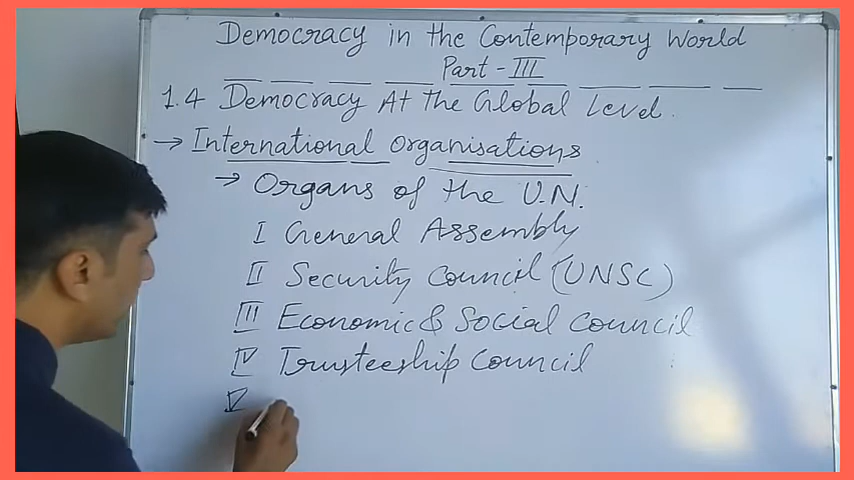 Democracy in the Contemporary World
Part - III
1.4 Democracy At the Global Level.
→ International Organisations
→ Organs of the U.N.
I General Assembly
II Security Council (UNSC)
III Economic & Social Council
IV Trusteeship Council
V